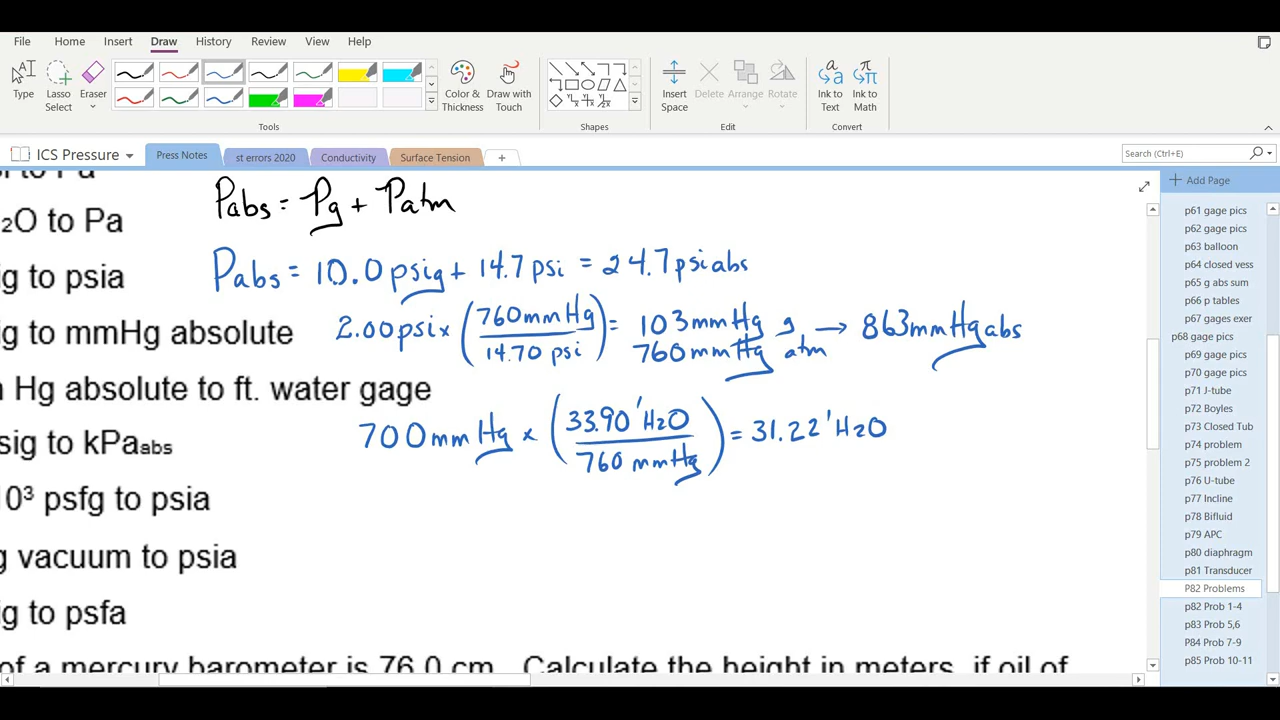 File Home Insert Draw History Review View Help
Type Lasso Select Eraser Color & Thickness Draw with Touch Insert Space Delete Arrange Rotate Ink to Text Ink to Math
Tools Shapes Edit Convert
ICS Pressure Press Notes st errors 2020 Conductivity Surface Tension + Search (Ctrl+E)
Add Page
Pabs = Pg + Patm
₂O to Pa
Pabs = 10.0 psig + 14.7 psi = 24.7 psi abs
ig to psia
2.00 psi x (760 mmHg / 14.70 psi) = 103 mmHg g → 863 mmHg abs
760 mmHg atm
ig to mmHg absolute
Hg absolute to ft. water gage
700 mmHg x (33.90 'H2O / 760 mmHg) = 31.22 'H2O
sig to kPaabs
0³ psfg to psia
g vacuum to psia
ig to psfa
of a mercury barometer is 76.0 cm. Calculate the height in meters, if oil of
p61 gage pics
p62 gage pics
p63 balloon
p64 closed vess
p65 g abs sum
p66 p tables
p67 gages exer
p68 gage pics
p69 gage pics
p70 gage pics
p71 J-tube
p72 Boyles
p73 Closed Tub
p74 problem
p75 problem 2
p76 U-tube
p77 Incline
p78 Bifluid
p79 APC
p80 diaphragm
p81 Transducer
P82 Problems
p82 Prob 1-4
p83 Prob 5,6
P84 Prob 7-9
p85 Prob 10-11